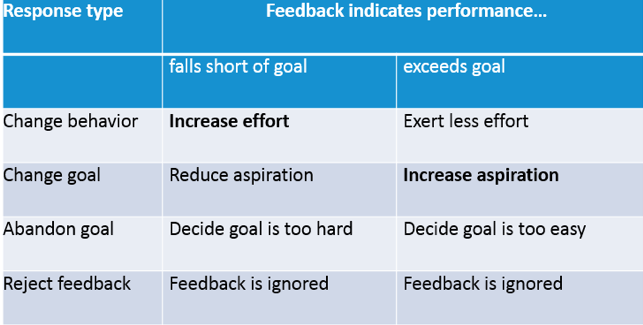 Response type Feedback indicates performance...
falls short of goal exceeds goal
Change behavior Increase effort Exert less effort
Change goal Reduce aspiration Increase aspiration
Abandon goal Decide goal is too hard Decide goal is too easy
Reject feedback Feedback is ignored Feedback is ignored